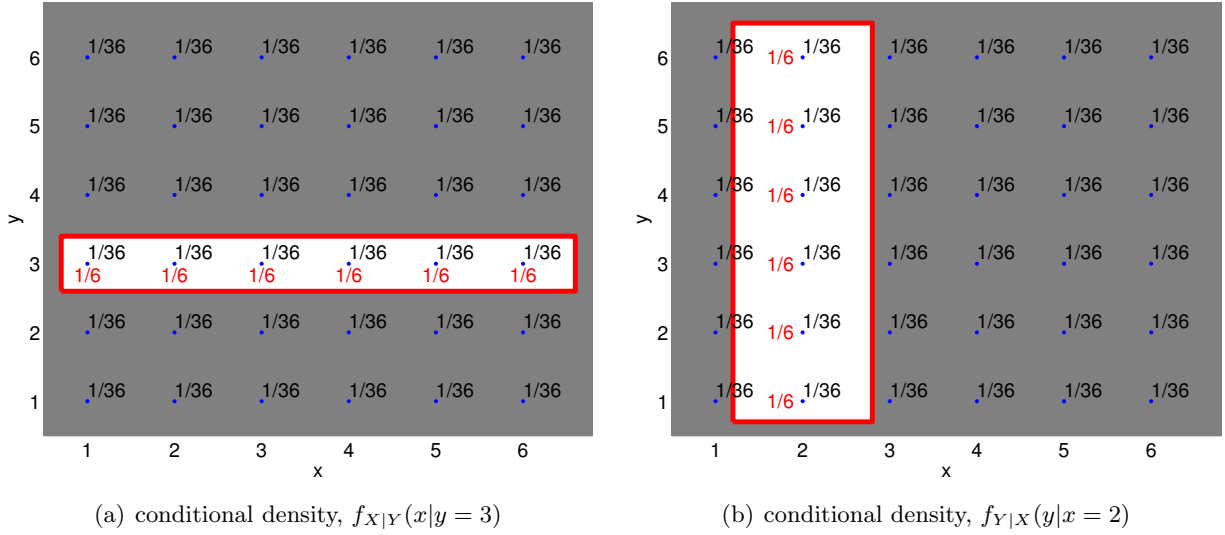 1/36 1/36 1/36 1/36 1/36 1/36
6
1/36 1/36 1/36 1/36 1/36 1/36
5
1/36 1/36 1/36 1/36 1/36 1/36
4
y
1/36 1/36 1/36 1/36 1/36 1/36
3
1/6 1/6 1/6 1/6 1/6 1/6
1/36 1/36 1/36 1/36 1/36 1/36
2
1/36 1/36 1/36 1/36 1/36 1/36
1
1 2 3 4 5 6
x
(a) conditional density, f_{X|Y}(x|y = 3)
1/36 1/36 1/36 1/36 1/36 1/36
6 1/6
1/36 1/36 1/36 1/36 1/36 1/36
5 1/6
1/36 1/36 1/36 1/36 1/36 1/36
4 1/6
y
1/36 1/36 1/36 1/36 1/36 1/36
3 1/6
1/36 1/36 1/36 1/36 1/36 1/36
2 1/6
1/36 1/36 1/36 1/36 1/36 1/36
1 1/6
1 2 3 4 5 6
x
(b) conditional density, f_{Y|X}(y|x = 2)